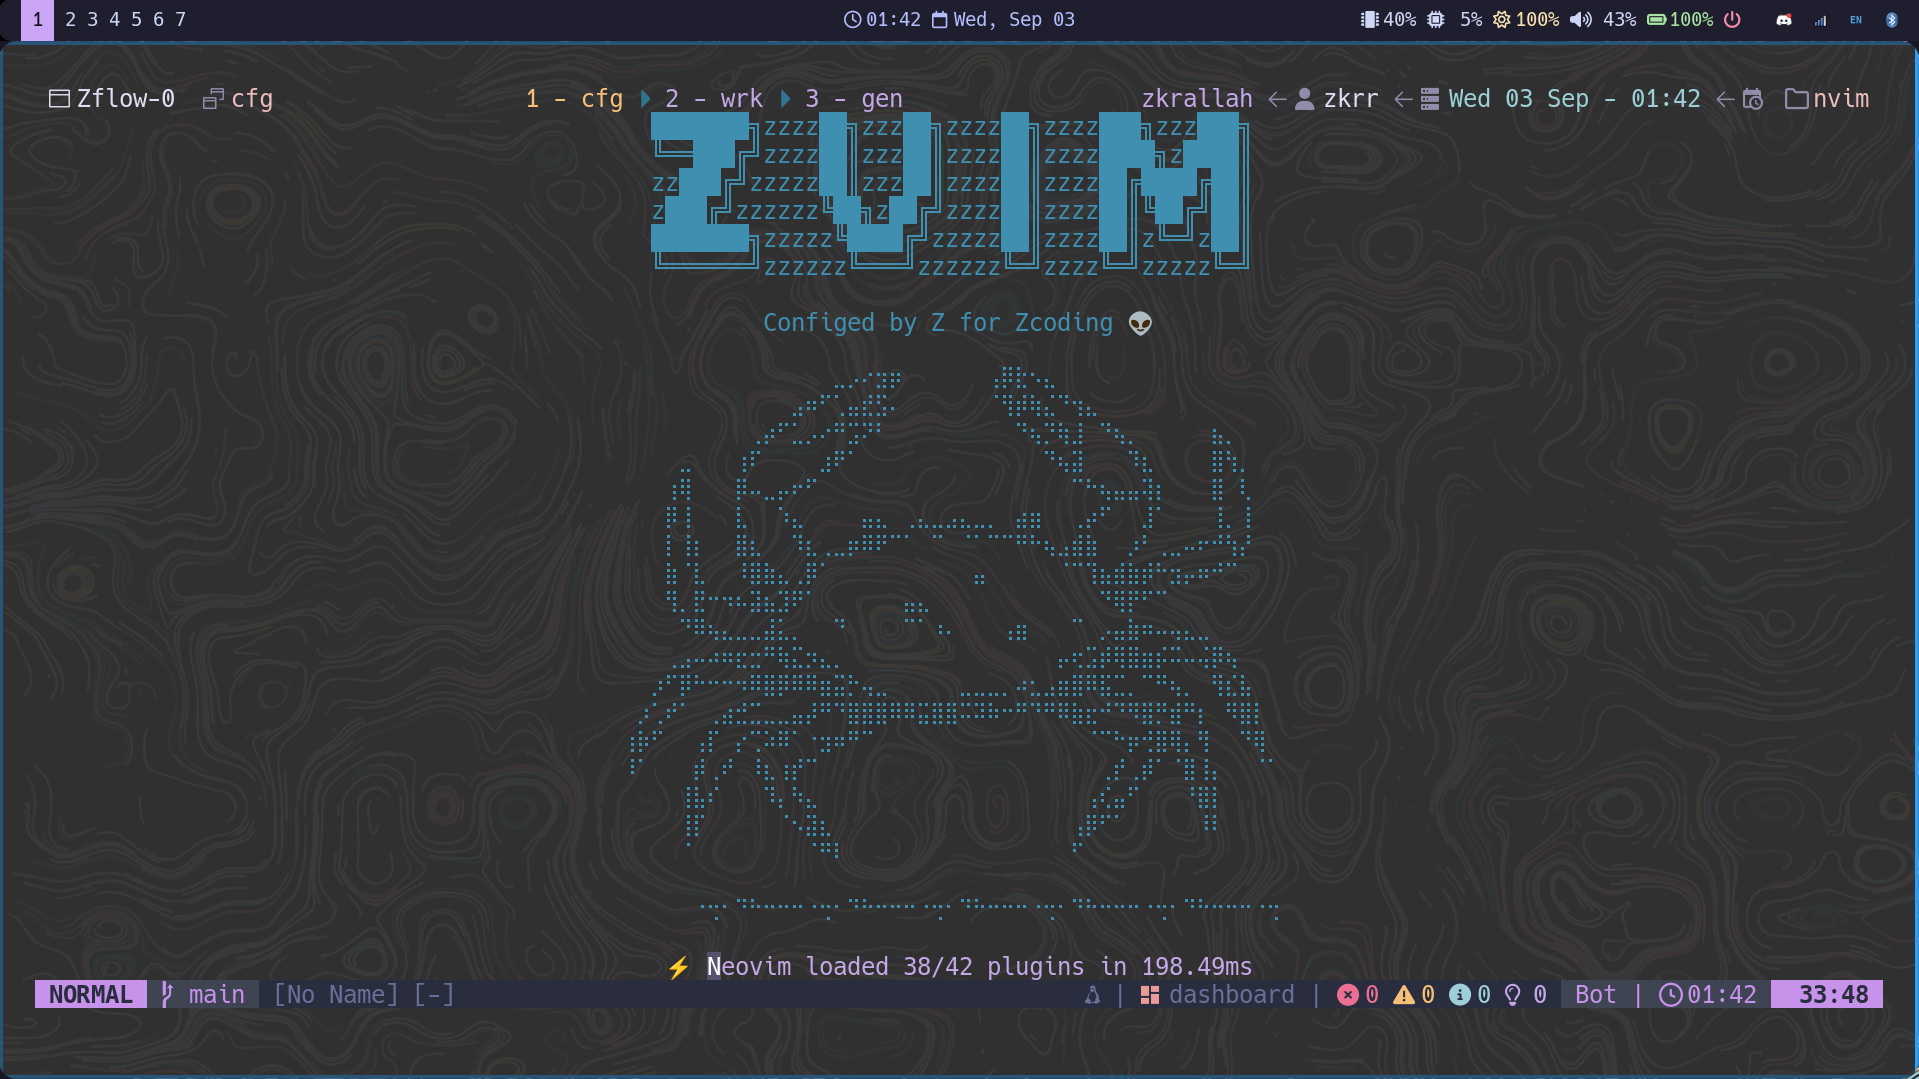 1 2 3 4 5 6 7 01:42 Wed, Sep 03 40% 5% 100% 43% 100% EN
Zflow-0 cfg 1 - cfg 2 - wrk 3 - gen zkrallah ← zkrr ← Wed 03 Sep - 01:42 ← nvim
ZVIM
Configed by Z for Zcoding 👽
⚡ Neovim loaded 38/42 plugins in 198.49ms
NORMAL main [No Name] [-] | dashboard | 0 0 0 0 Bot | 01:42 33:48